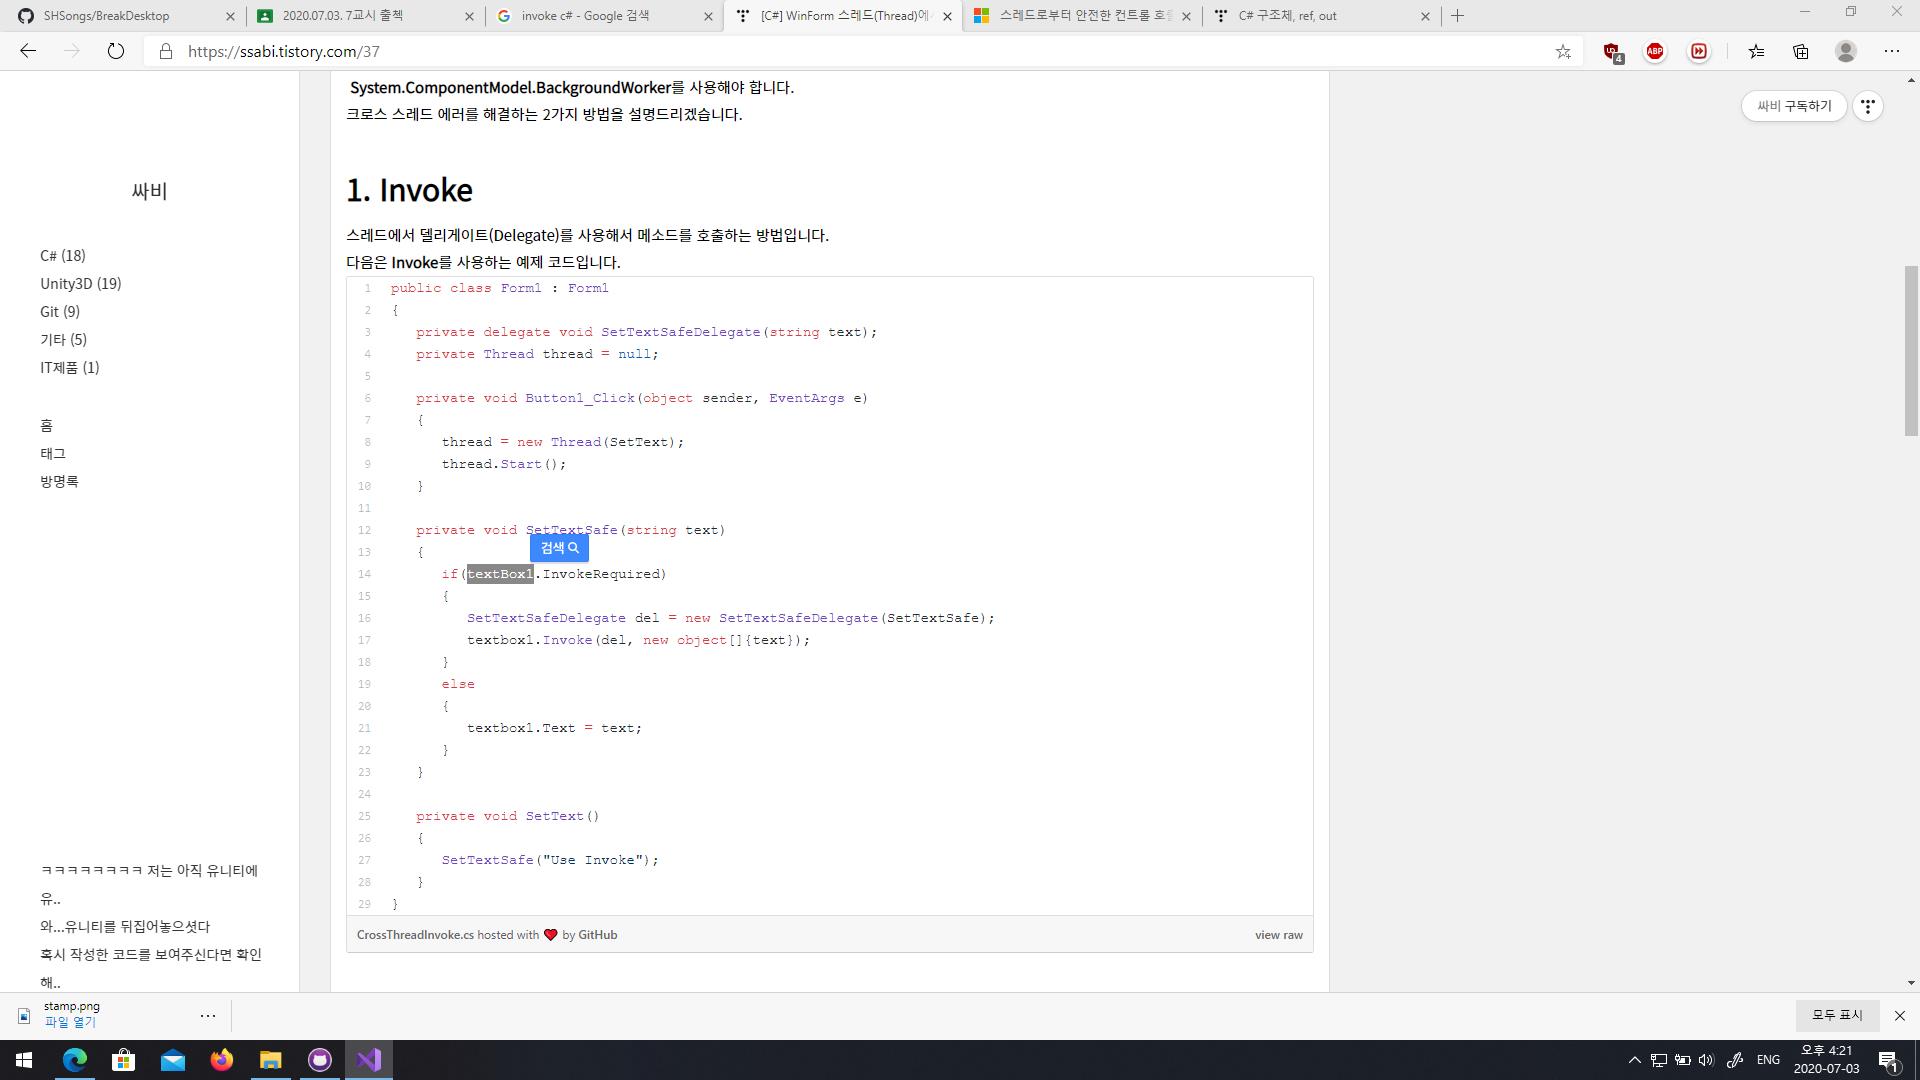 SHSongs/BreakDesktop
2020.07.03. 7교시 출첵
invoke c# - Google 검색
[C#] WinForm 스레드(Thread)에서
스레드로부터 안전한 컨트롤 호출
C# 구조체, ref, out
https://ssabi.tistory.com/37
4
ABP
System.ComponentModel.BackgroundWorker를 사용해야 합니다.
크로스 스레드 에러를 해결하는 2가지 방법을 설명드리겠습니다.
싸비 구독하기
싸비
C# (18)
Unity3D (19)
Git (9)
기타 (5)
IT제품 (1)
홈
태그
방명록
ㅋㅋㅋㅋㅋㅋㅋㅋ 저는 아직 유니티에
유..
와...유니티를 뒤집어놓으셧다
혹시 작성한 코드를 보여주신다면 확인
해..
1. Invoke
스레드에서 델리게이트(Delegate)를 사용해서 메소드를 호출하는 방법입니다.
다음은 Invoke를 사용하는 예제 코드입니다.
1 public class Form1 : Form1
2 {
3 private delegate void SetTextSafeDelegate(string text);
4 private Thread thread = null;
5
6 private void Button1_Click(object sender, EventArgs e)
7 {
8 thread = new Thread(SetText);
9 thread.Start();
10 }
11
12 private void SetTextSafe(string text)
검색
13 {
14 if(textBox1.InvokeRequired)
15 {
16 SetTextSafeDelegate del = new SetTextSafeDelegate(SetTextSafe);
17 textbox1.Invoke(del, new object[]{text});
18 }
19 else
20 {
21 textbox1.Text = text;
22 }
23 }
24
25 private void SetText()
26 {
27 SetTextSafe("Use Invoke");
28 }
29 }
CrossThreadInvoke.cs hosted with ❤ by GitHub
view raw
stamp.png
파일 열기
모두 표시
ENG
오후 4:21
2020-07-03
1